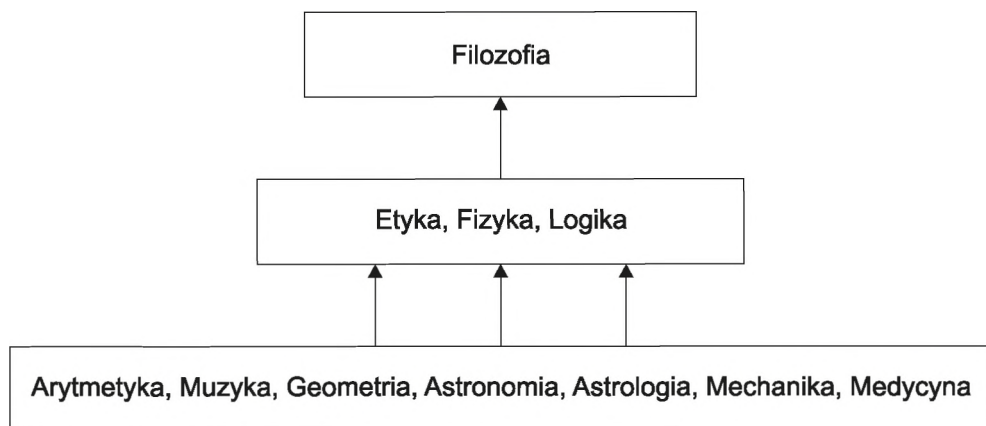 Filozofia
Etyka, Fizyka, Logika
Arytmetyka, Muzyka, Geometria, Astronomia, Astrologia, Mechanika, Medycyna